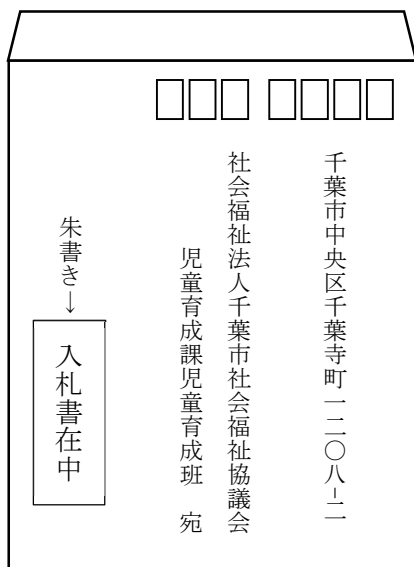 千葉市中央区千葉寺町一二〇八-二
社会福祉法人千葉市社会福祉協議会
児童育成課児童育成班　宛
朱書き→
入札書在中